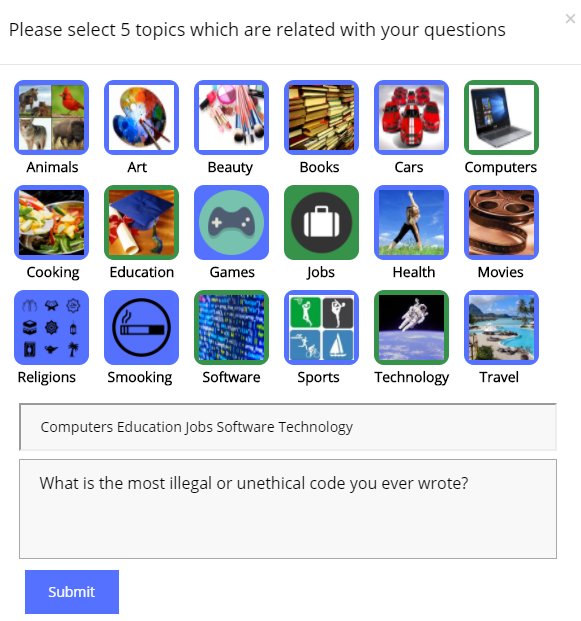 Please select 5 topics which are related with your questions
×
Animals Art Beauty Books Cars Computers
Cooking Education Games Jobs Health Movies
Religions Smooking Software Sports Technology Travel
Computers Education Jobs Software Technology
What is the most illegal or unethical code you ever wrote?
Submit